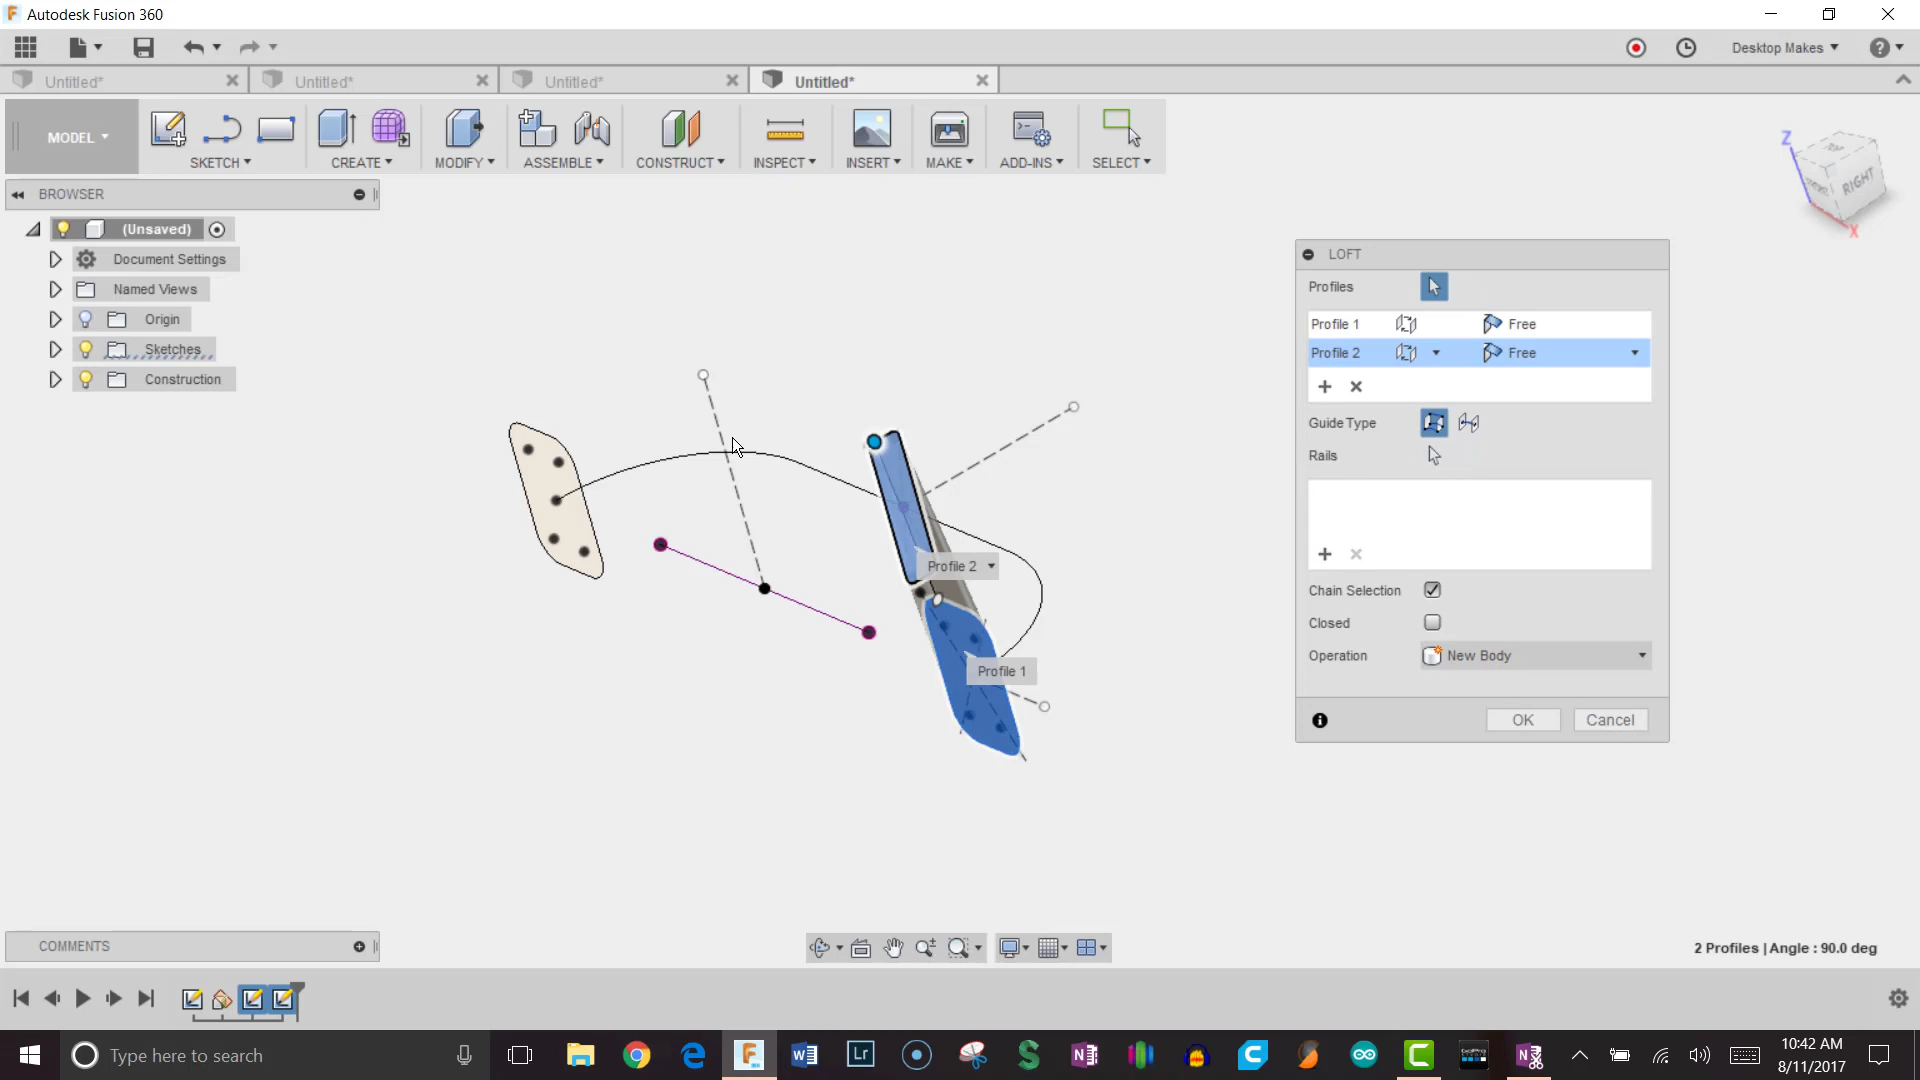 Autodesk Fusion 360
Desktop Makes
Untitled*
Untitled*
Untitled*
Untitled*
MODEL
SKETCH
CREATE
MODIFY
ASSEMBLE
CONSTRUCT
INSPECT
INSERT
MAKE
ADD-INS
SELECT
BROWSER
(Unsaved)
Document Settings
Named Views
Origin
Sketches
Construction
Z
TOP
RIGHT
X
LOFT
Profiles
Profile 1 Free
Profile 2 Free
Guide Type
Rails
Chain Selection
Closed
Operation New Body
OK Cancel
Profile 2
Profile 1
COMMENTS
2 Profiles | Angle : 90.0 deg
Type here to search
Lr
10:42 AM
8/11/2017